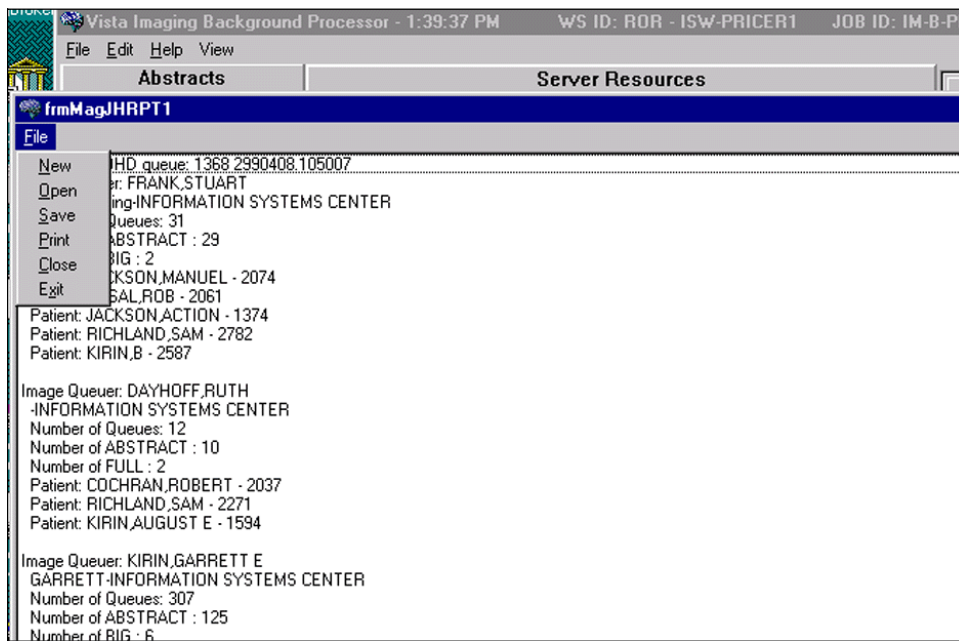 Vista Imaging Background Processor - 1:39:37 PM WS ID: ROR - ISW-PRICER1 JOB ID: IM-B-P
File Edit Help View
Abstracts Server Resources
frmMagJHRPT1
File
New
Open
Save
Print
Close
Exit
JHD queue: 1368 2990408.105007
er: FRANK,STUART
ing-INFORMATION SYSTEMS CENTER
Queues: 31
ABSTRACT : 29
BIG : 2
CKSON,MANUEL - 2074
SAL,ROB - 2061
Patient: JACKSON,ACTION - 1374
Patient: RICHLAND,SAM - 2782
Patient: KIRIN,B - 2587
Image Queuer: DAYHOFF,RUTH
-INFORMATION SYSTEMS CENTER
Number of Queues: 12
Number of ABSTRACT : 10
Number of FULL : 2
Patient: COCHRAN,ROBERT - 2037
Patient: RICHLAND,SAM - 2271
Patient: KIRIN,AUGUST E - 1594
Image Queuer: KIRIN,GARRETT E
GARRETT-INFORMATION SYSTEMS CENTER
Number of Queues: 307
Number of ABSTRACT : 125
Number of BIG : 6